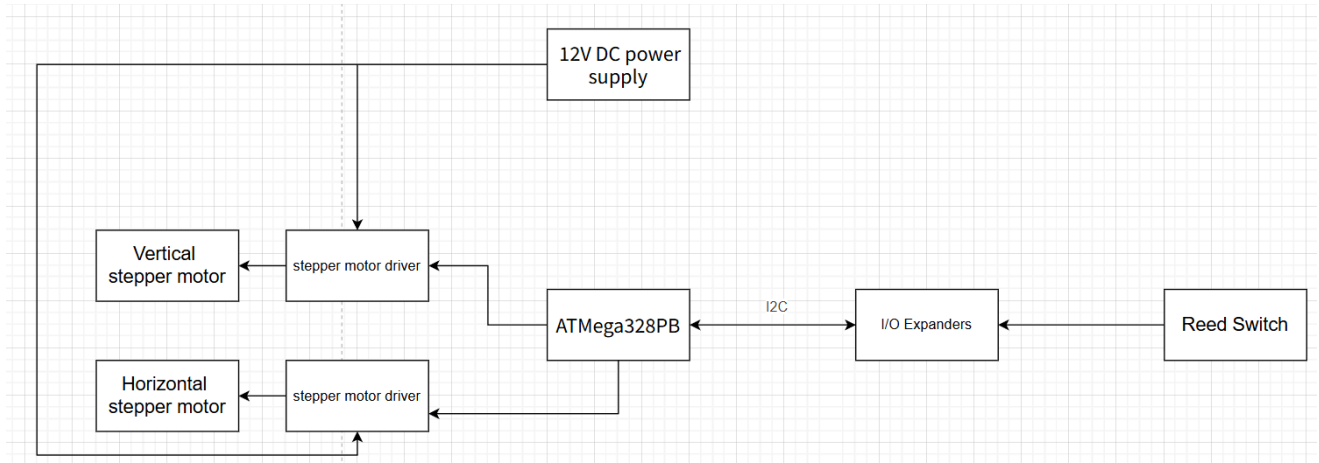 12V DC power
supply
Vertical
stepper motor
stepper motor driver
ATMega328PB
I2C
I/O Expanders
Reed Switch
Horizontal
stepper motor
stepper motor driver